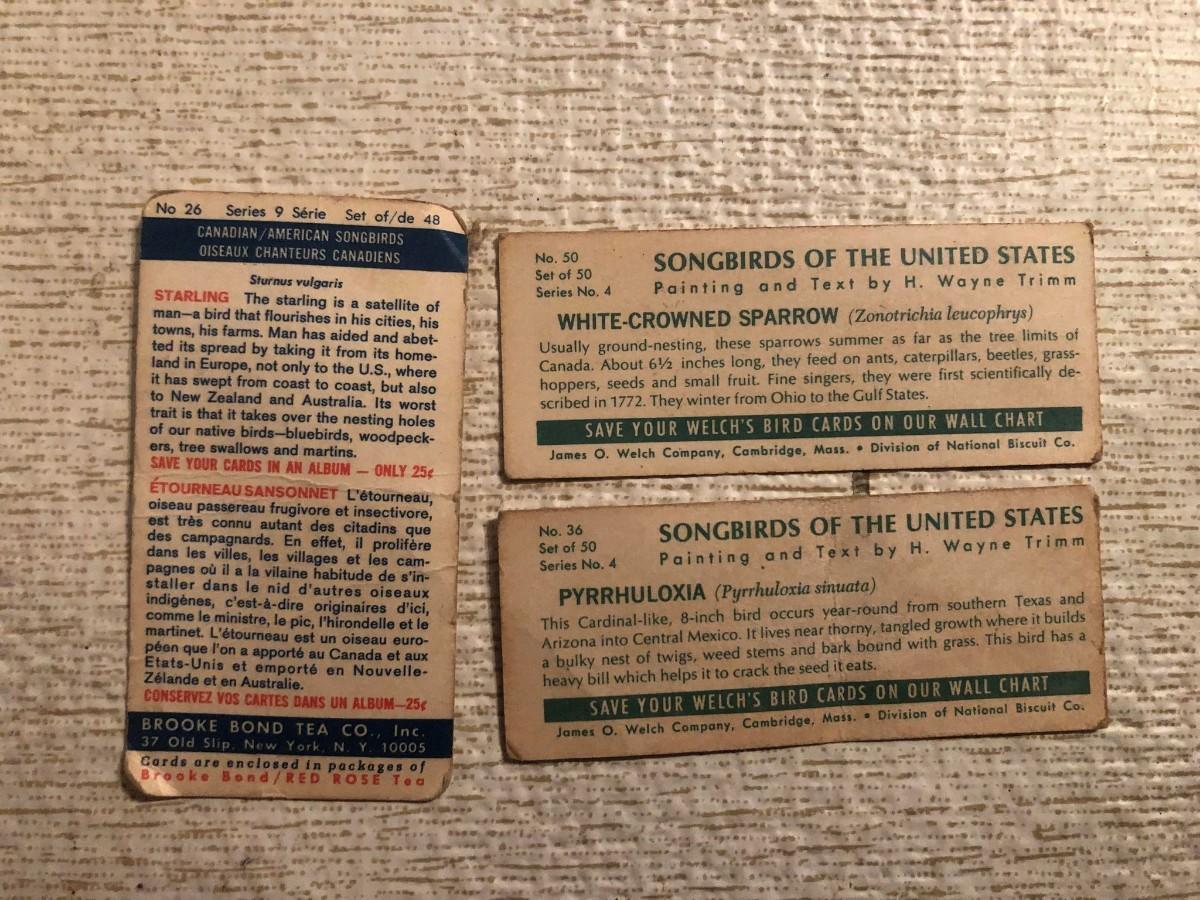 No 26 Series 9 Série Set of/de 48
CANADIAN/AMERICAN SONGBIRDS
OISEAUX CHANTEURS CANADIENS
Sturnus vulgaris
STARLING The starling is a satellite of
man—a bird that flourishes in his cities, his
towns, his farms. Man has aided and abet-
ted its spread by taking it from its home-
land in Europe, not only to the U.S., where
it has swept from coast to coast, but also
to New Zealand and Australia. Its worst
trait is that it takes over the nesting holes
of our native birds—bluebirds, woodpeck-
ers, tree swallows and martins.
SAVE YOUR CARDS IN AN ALBUM — ONLY 25¢
ÉTOURNEAU SANSONNET L'étourneau,
oiseau passereau frugivore et insectivore,
est très connu autant des citadins que
des campagnards. En effet, il prolifère
dans les villes, les villages et les cam-
pagnes où il a la vilaine habitude de s'in-
staller dans le nid d'autres oiseaux
indigènes, c'est-à-dire originaires d'ici,
comme le ministre, le pic, l'hirondelle et le
martinet. L'étourneau est un oiseau euro-
péen que l'on a apporté au Canada et aux
Etats-Unis et emporté en Nouvelle-
Zélande et en Australie.
CONSERVEZ VOS CARTES DANS UN ALBUM—25¢
BROOKE BOND TEA CO., Inc.
37 Old Slip, New York, N. Y. 10005
Cards are enclosed in packages of
Brooke Bond/RED ROSE Tea
No. 50
Set of 50
Series No. 4
SONGBIRDS OF THE UNITED STATES
Painting and Text by H. Wayne Trimm
WHITE-CROWNED SPARROW (Zonotrichia leucophrys)
Usually ground-nesting, these sparrows summer as far as the tree limits of
Canada. About 6½ inches long, they feed on ants, caterpillars, beetles, grass-
hoppers, seeds and small fruit. Fine singers, they were first scientifically de-
scribed in 1772. They winter from Ohio to the Gulf States.
SAVE YOUR WELCH'S BIRD CARDS ON OUR WALL CHART
James O. Welch Company, Cambridge, Mass. • Division of National Biscuit Co.
No. 36
Set of 50
Series No. 4
SONGBIRDS OF THE UNITED STATES
Painting and Text by H. Wayne Trimm
PYRRHULOXIA (Pyrrhuloxia sinuata)
This Cardinal-like, 8-inch bird occurs year-round from southern Texas and
Arizona into Central Mexico. It lives near thorny, tangled growth where it builds
a bulky nest of twigs, weed stems and bark bound with grass. This bird has a
heavy bill which helps it to crack the seed it eats.
SAVE YOUR WELCH'S BIRD CARDS ON OUR WALL CHART
James O. Welch Company, Cambridge, Mass. • Division of National Biscuit Co.